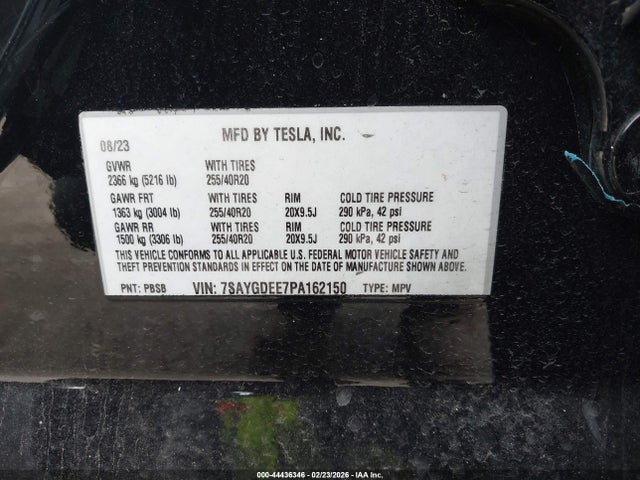 08/23 MFD BY TESLA, INC.
GVWR WITH TIRES
2366 kg (5216 lb) 255/40R20
GAWR FRT WITH TIRES RIM COLD TIRE PRESSURE
1363 kg (3004 lb) 255/40R20 20X9.5J 290 kPa, 42 psi
GAWR RR WITH TIRES RIM COLD TIRE PRESSURE
1500 kg (3306 lb) 255/40R20 20X9.5J 290 kPa, 42 psi
THIS VEHICLE CONFORMS TO ALL APPLICABLE U.S. FEDERAL MOTOR VEHICLE SAFETY AND
THEFT PREVENTION STANDARDS IN EFFECT ON THE DATE OF MANUFACTURE SHOWN ABOVE.
PNT: PBSB VIN: 7SAYGDEE7PA162150 TYPE: MPV
000-44436346 - 02/23/2026 - IAA Inc.